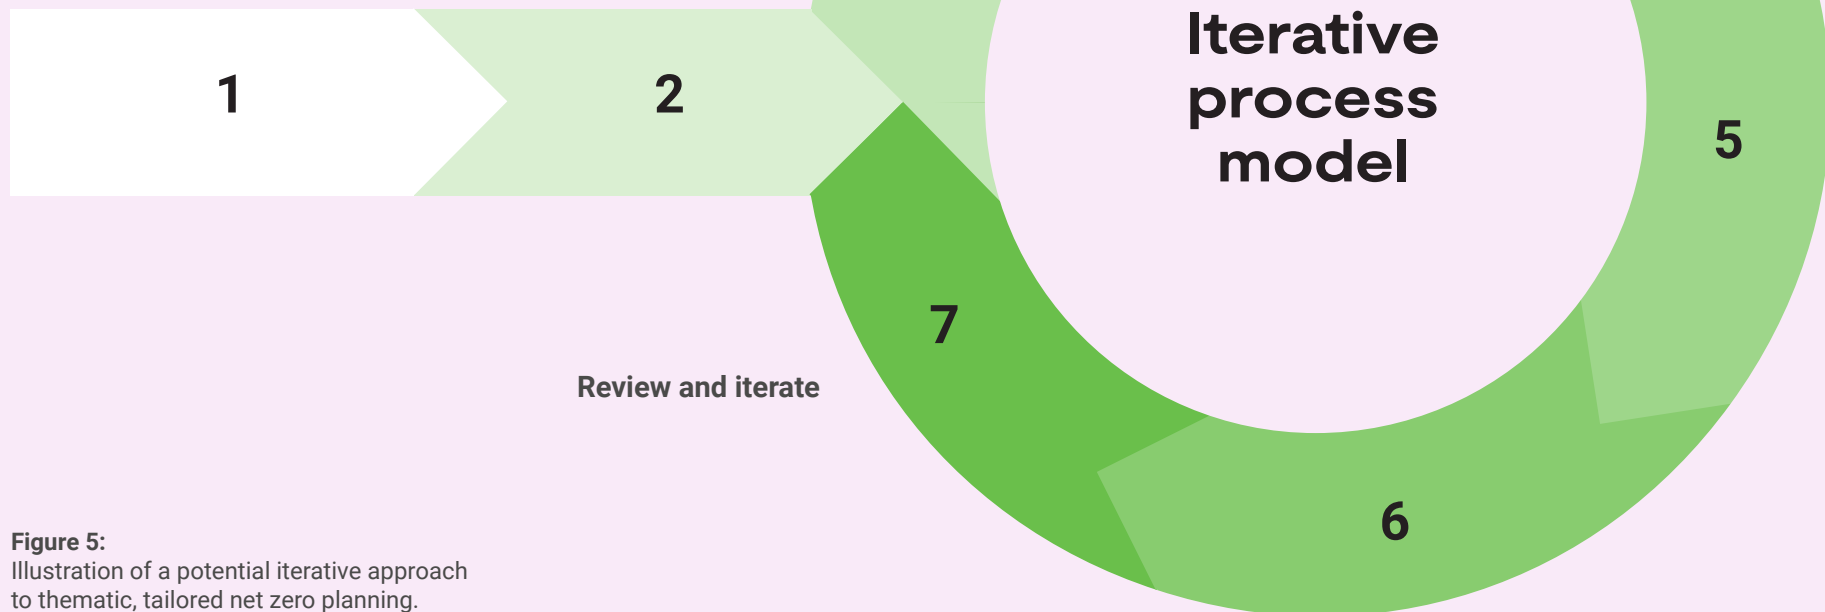 1
2
Iterative
process
model
5
7
Review and iterate
6
Figure 5:
Illustration of a potential iterative approach
to thematic, tailored net zero planning.